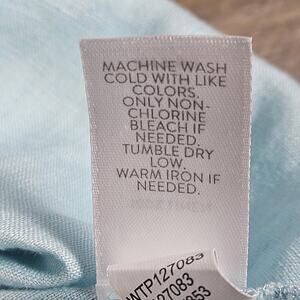 MACHINE WASH
COLD WITH LIKE
COLORS.
ONLY NON-
CHLORINE
BLEACH IF
NEEDED.
TUMBLE DRY
LOW.
WARM IRON IF
NEEDED.
WTP127083
127083